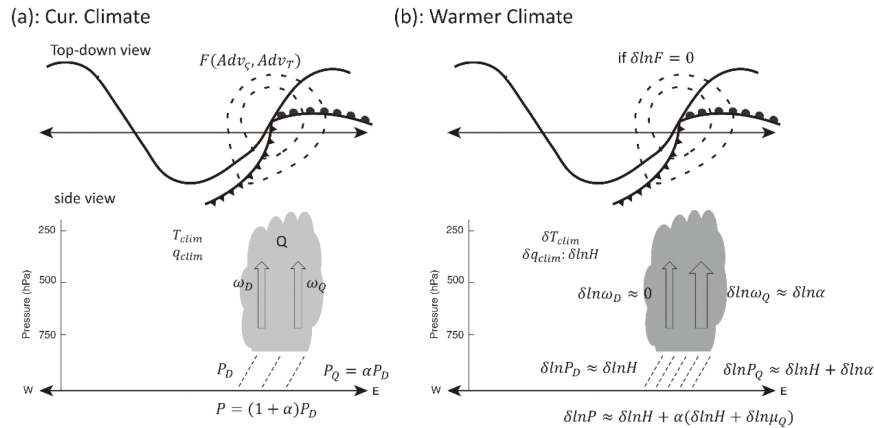 (a): Cur. Climate
Top-down view
F(Adv_ς, Adv_T)
side view
Pressure (hPa)
250
500
750
T_clim
q_clim
Q
ω_D
ω_Q
P_D
P_Q = αP_D
W
E
P = (1 + α)P_D
(b): Warmer Climate
if δlnF = 0
Pressure (hPa)
250
500
750
δT_clim
δq_clim: δlnH
δlnω_D ≈ 0
δlnω_Q ≈ δlnα
δlnP_D ≈ δlnH
δlnP_Q ≈ δlnH + δlnα
W
E
δlnP ≈ δlnH + α(δlnH + δlnμ_Q)